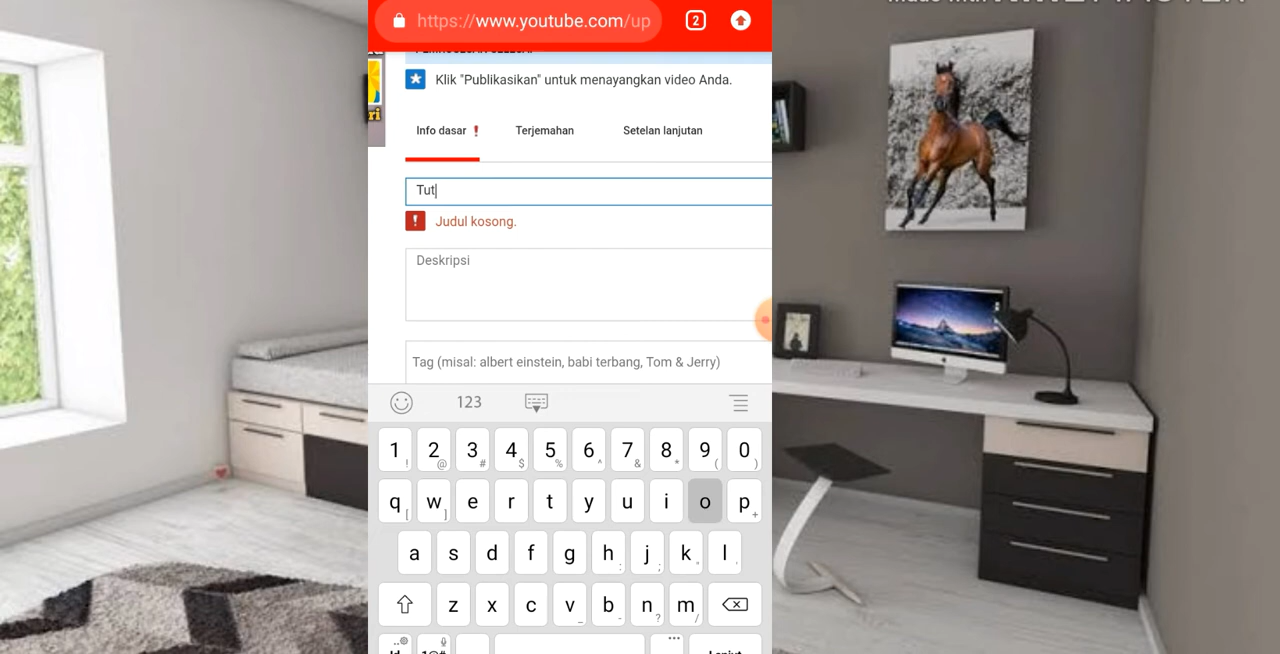 https://www.youtube.com/up
2
Klik "Publikasikan" untuk menayangkan video Anda.
Info dasar ! Terjemahan Setelan lanjutan
Tut
! Judul kosong.
Deskripsi
Tag (misal: albert einstein, babi terbang, Tom & Jerry)
123
1 ! 2 @ 3 # 4 $ 5 % 6 ^ 7 & 8 * 9 ( 0 )
q [ w ] e r t y u i o p +
a s d f g h : j ; k " l '
z x c v _ b - n ? m /